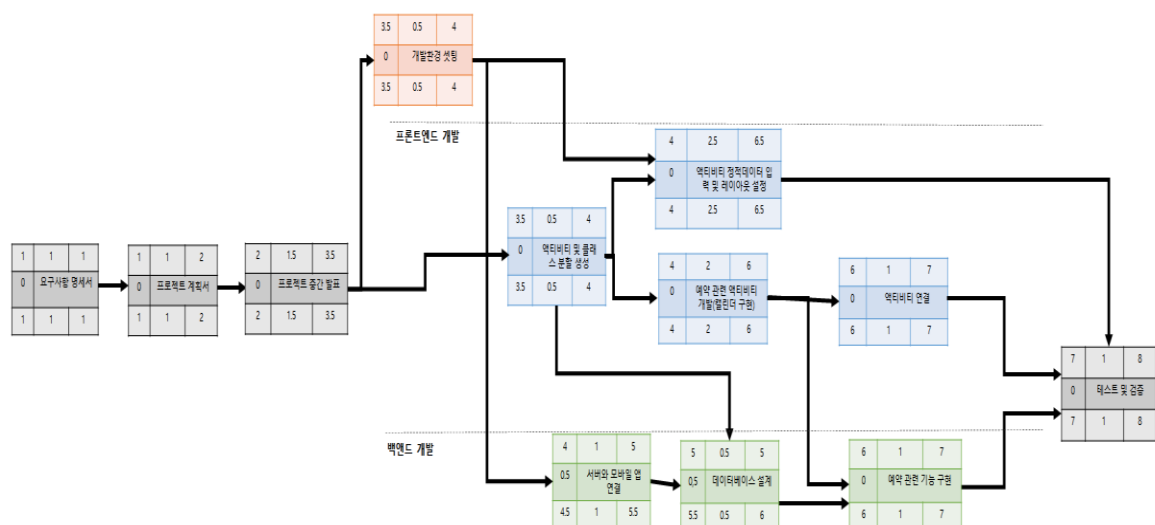 3.5 0.5 4
0 개발환경 셋팅
3.5 0.5 4
프론트엔드 개발
4 2.5 6.5
0 액티비티 정적데이터 입
력 및 레이아웃 설정
4 2.5 6.5
3.5 0.5 4
0 액티비티 및 클래
스 분할 생성
3.5 0.5 4
1 1 1
0 요구사항 명세서
1 1 1
1 1 2
0 프로젝트 계획서
1 1 2
2 1.5 3.5
0 프로젝트 중간 발표
2 1.5 3.5
4 2 6
0 예약 관련 액티비티
개발(캘린더 구현)
4 2 6
6 1 7
0 액티비티 연결
6 1 7
7 1 8
0 테스트 및 검증
7 1 8
백앤드 개발
4 1 5
0.5 서버와 모바일 앱
연결
4.5 1 5.5
5 0.5 5
0,5 데이터베이스 설계
5.5 0.5 6
6 1 7
0 예약 관련 기능 구현
6 1 7